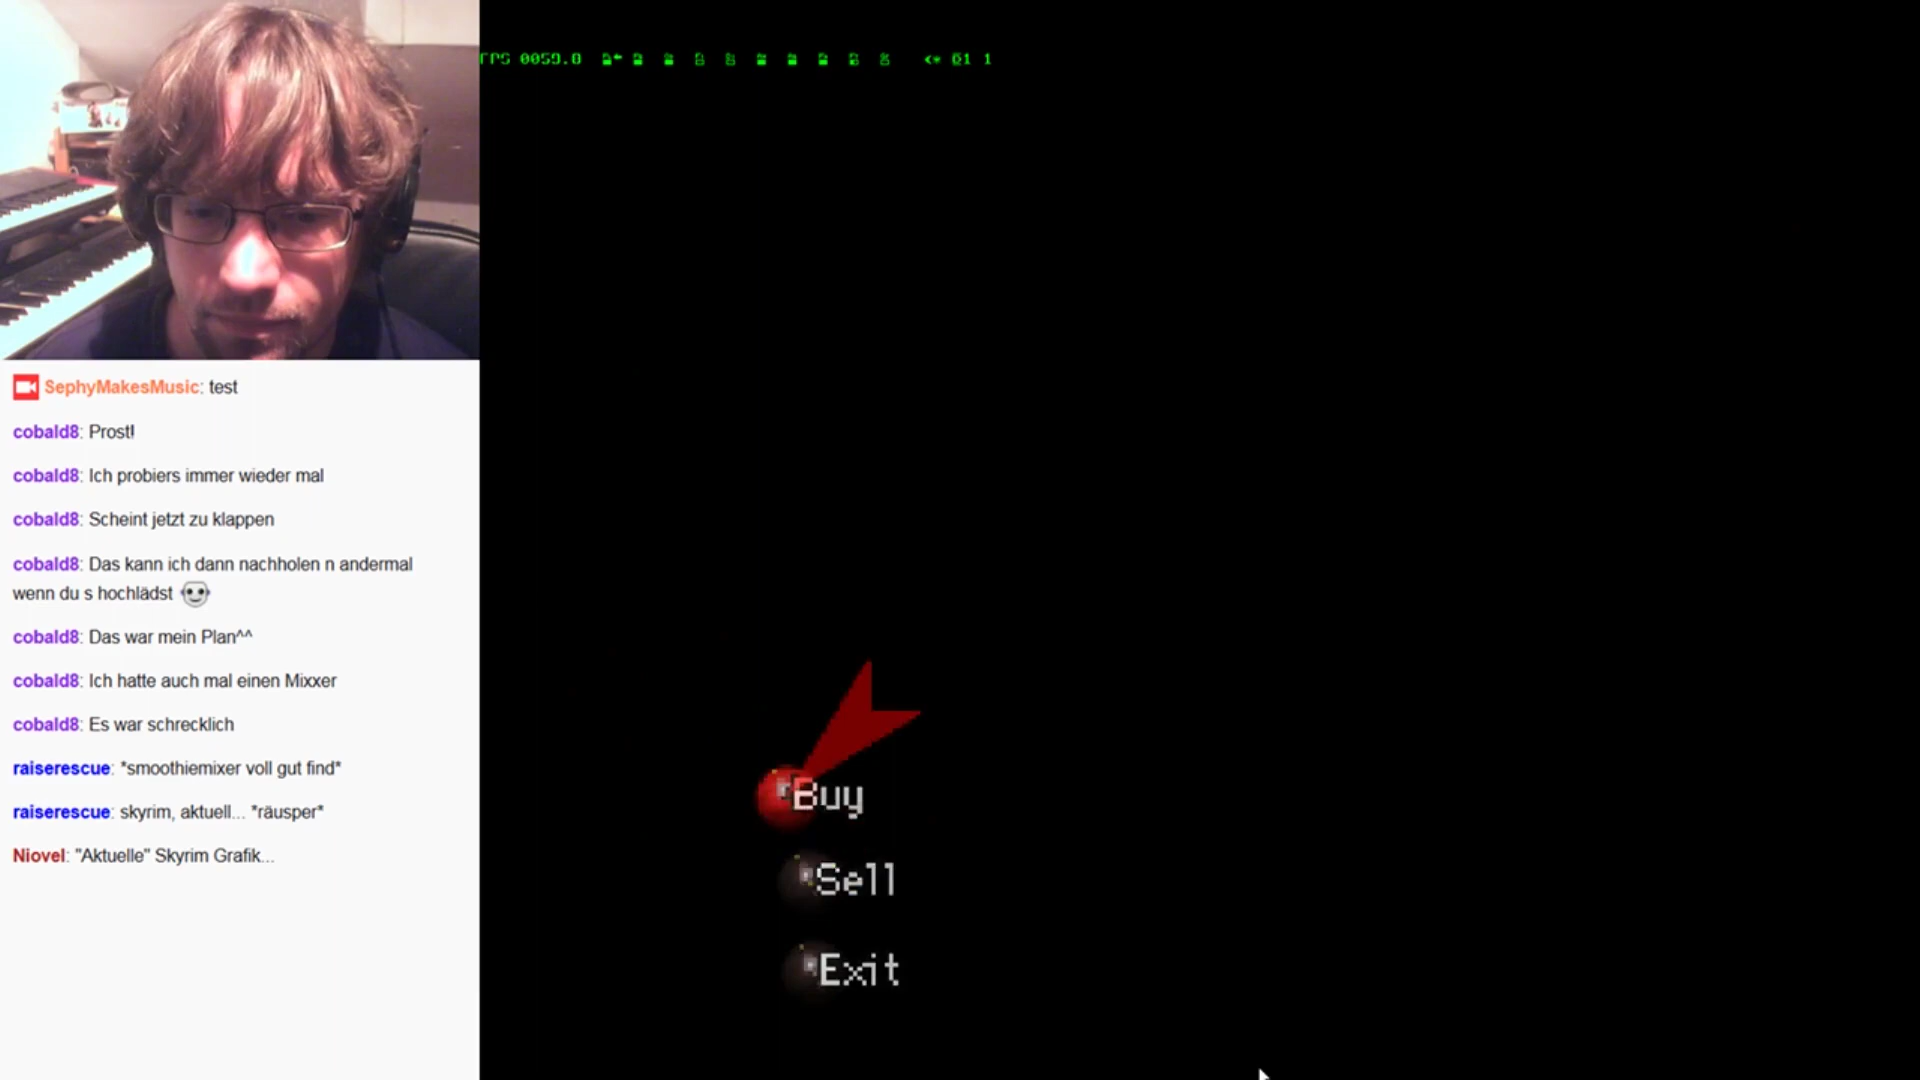 SephyMakesMusic: test
cobald8: Prost!
cobald8: Ich probiers immer wieder mal
cobald8: Scheint jetzt zu klappen
cobald8: Das kann ich dann nachholen n andermal
wenn du s hochlädst
cobald8: Das war mein Plan^^
cobald8: Ich hatte auch mal einen Mixxer
cobald8: Es war schrecklich
raiserescue: *smoothiemixer voll gut find*
raiserescue: skyrim, aktuell... *räusper*
Niovel: "Aktuelle" Skyrim Grafik...
FPS 0059.0
Buy
Sell
Exit